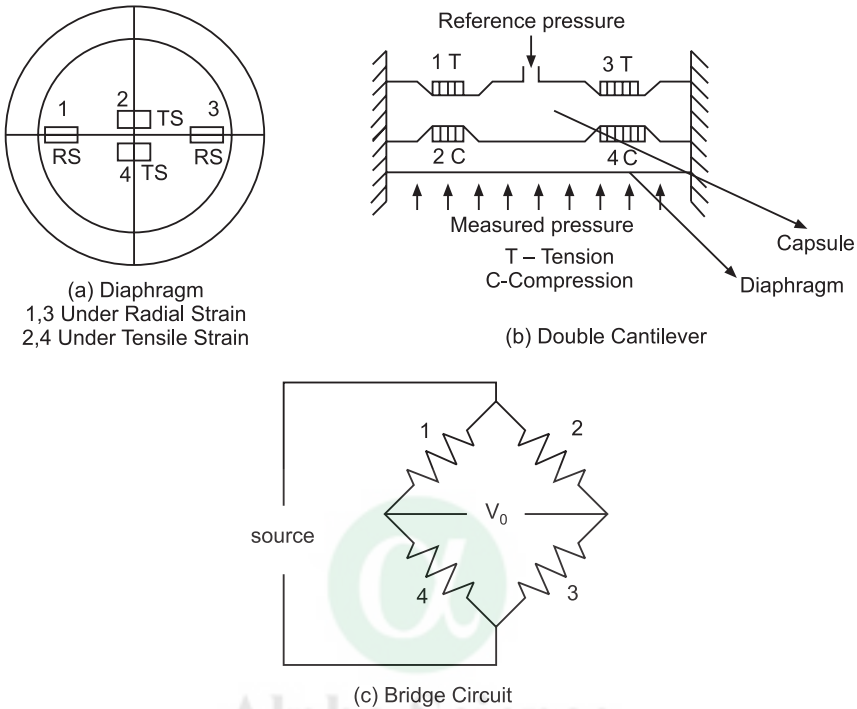 1
2
TS
3
RS
4
TS
RS
(a) Diaphragm
1,3 Under Radial Strain
2,4 Under Tensile Strain
Reference pressure
1 T
3 T
2 C
4 C
Measured pressure
T – Tension
C-Compression
Capsule
Diaphragm
(b) Double Cantilever
1
2
source
V0
4
3
(c) Bridge Circuit